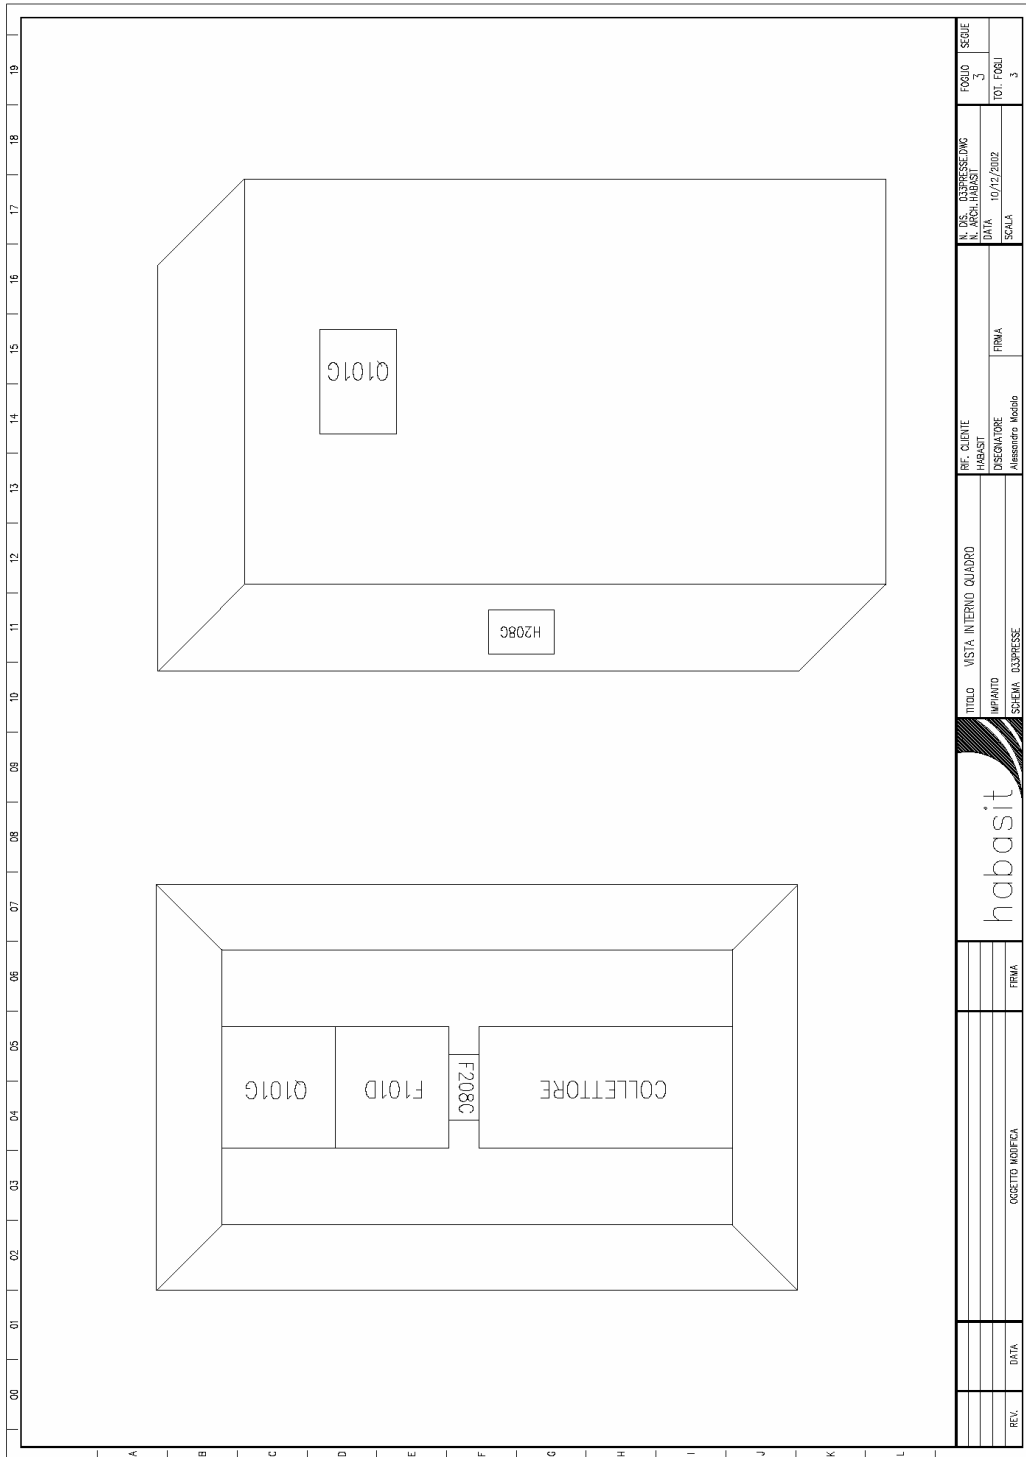 00 01 02 03 04 05 06 07 08 09 10 11 12 13 14 15 16 17 18 19
A
B
C
D
E
F
G
H
I
J
K
L
Q101G
F101D
F208C
COLLETTORE
Q101G
H208C
REV.
DATA
OGGETTO MODIFICA
FIRMA
habasit
TITOLO VISTA INTERNO QUADRO
IMPIANTO
SCHEMA D33PRESSE
RIF. CLIENTE
HABASIT
DISEGNATORE
Alessandro Modolo
FIRMA
N. DIS. D33PRESSE.DWG
N. ARCH. HABASIT
DATA 10/12/2002
SCALA
FOGLIO
3
SEGUE
TOT. FOGLI
3